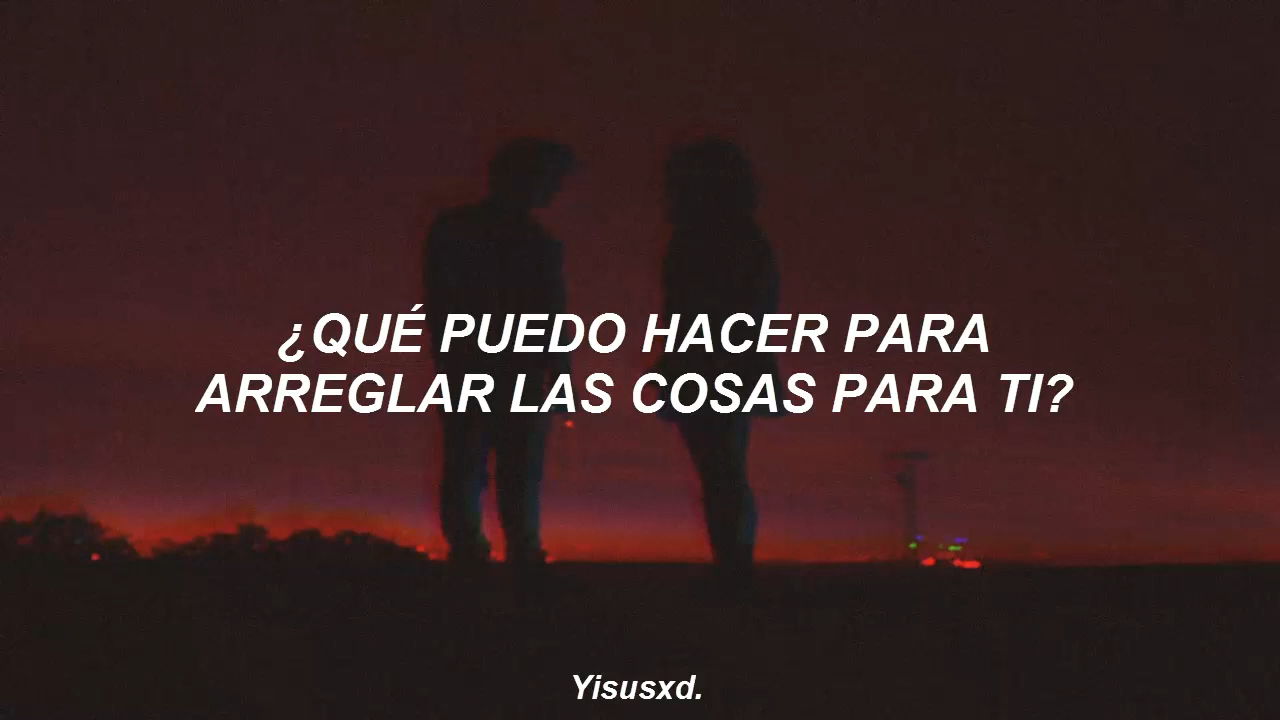 ¿QUÉ PUEDO HACER PARA
ARREGLAR LAS COSAS PARA TI?
Yisusxd.